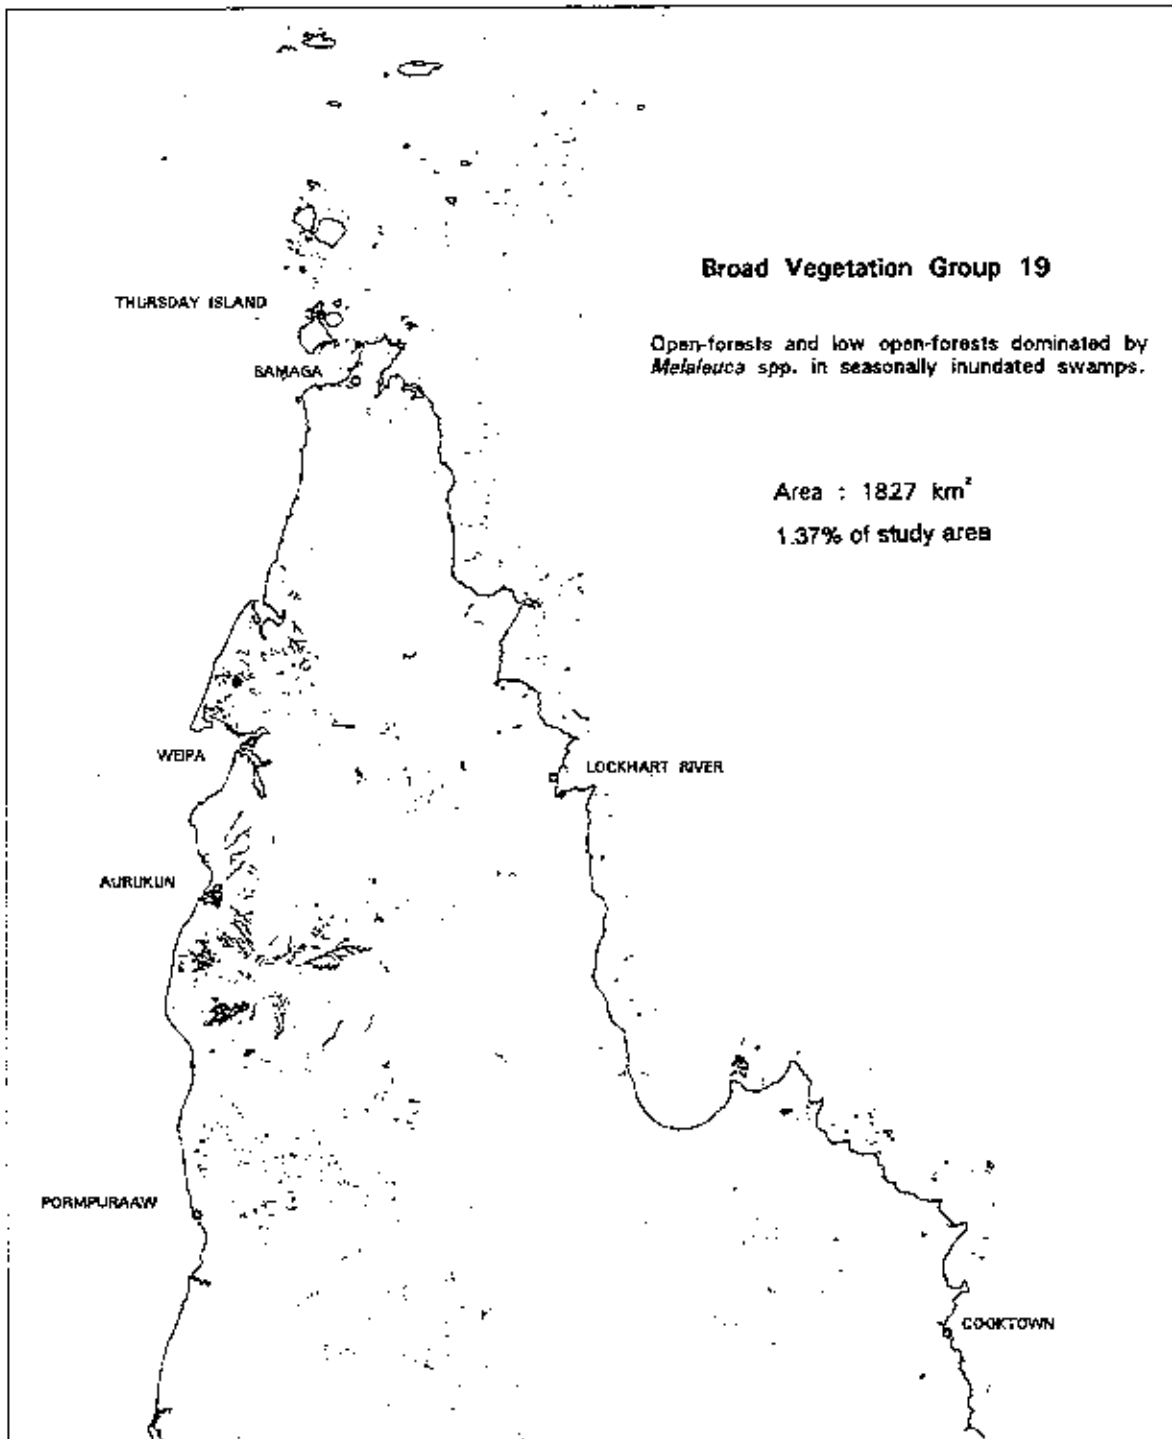 Broad Vegetation Group 19
THURSDAY ISLAND
Open-forests and low open-forests dominated by
Melaleuca spp. in seasonally inundated swamps.
BAMAGA
Area : 1827 km²
1.37% of study area
WEIPA
LOCKHART RIVER
AURUKUN
PORMPURAAW
COOKTOWN